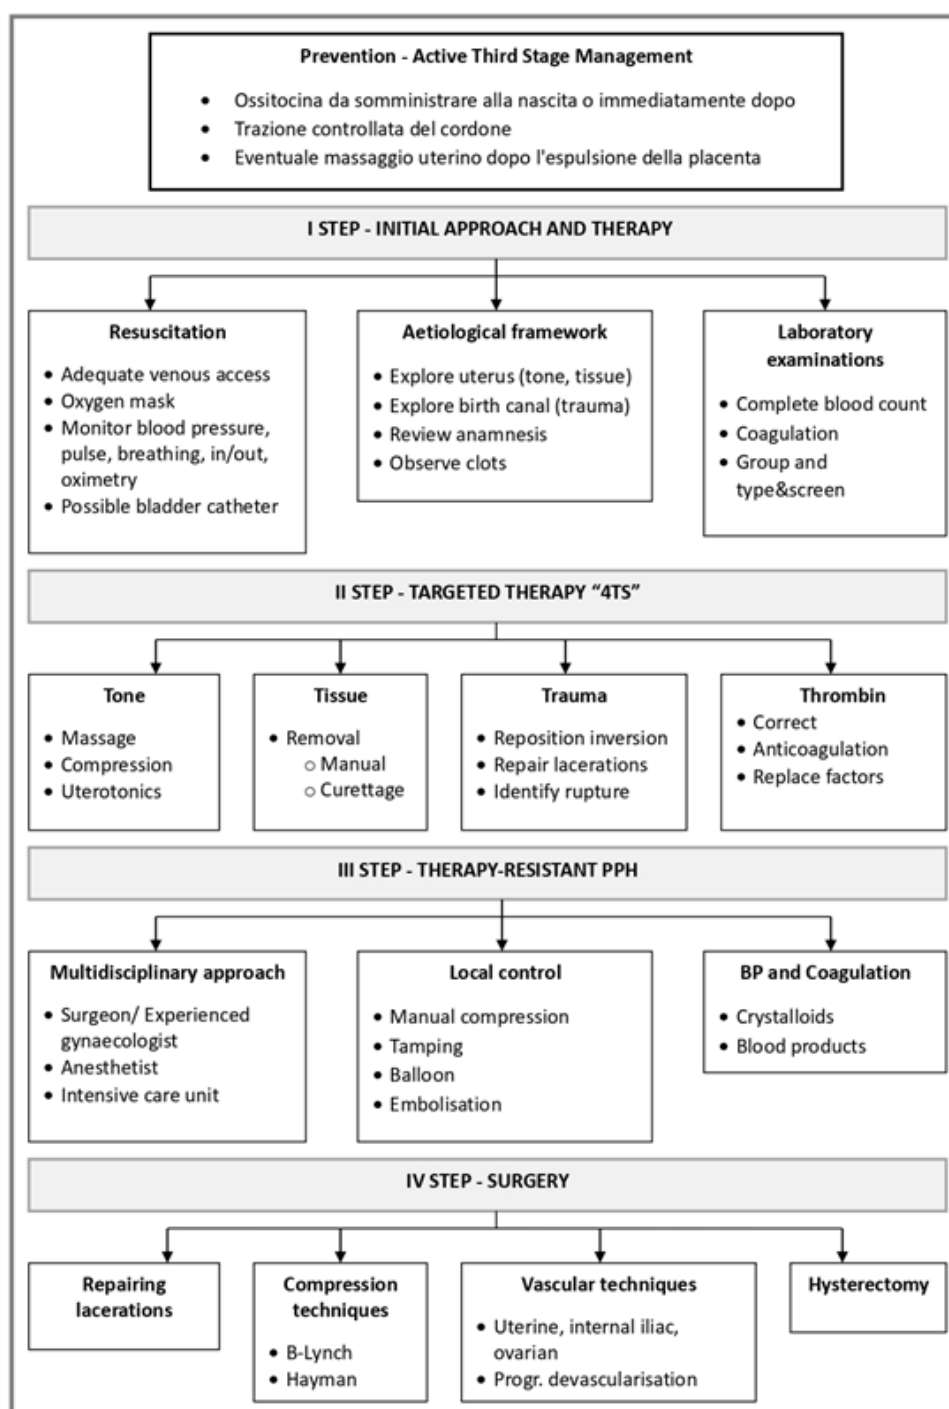 Prevention - Active Third Stage Management
• Ossitocina da somministrare alla nascita o immediatamente dopo
• Trazione controllata del cordone
• Eventuale massaggio uterino dopo l'espulsione della placenta
I STEP - INITIAL APPROACH AND THERAPY
Resuscitation
• Adequate venous access
• Oxygen mask
• Monitor blood pressure,
pulse, breathing, in/out,
oximetry
• Possible bladder catheter
Aetiological framework
• Explore uterus (tone, tissue)
• Explore birth canal (trauma)
• Review anamnesis
• Observe clots
Laboratory
examinations
• Complete blood count
• Coagulation
• Group and
type&screen
II STEP - TARGETED THERAPY “4TS”
Tone
• Massage
• Compression
• Uterotonics
Tissue
• Removal
○ Manual
○ Curettage
Trauma
• Reposition inversion
• Repair lacerations
• Identify rupture
Thrombin
• Correct
• Anticoagulation
• Replace factors
III STEP - THERAPY-RESISTANT PPH
Multidisciplinary approach
• Surgeon/ Experienced
gynaecologist
• Anesthetist
• Intensive care unit
Local control
• Manual compression
• Tamping
• Balloon
• Embolisation
BP and Coagulation
• Crystalloids
• Blood products
IV STEP - SURGERY
Repairing
lacerations
Compression
techniques
• B-Lynch
• Hayman
Vascular techniques
• Uterine, internal iliac,
ovarian
• Progr. devascularisation
Hysterectomy